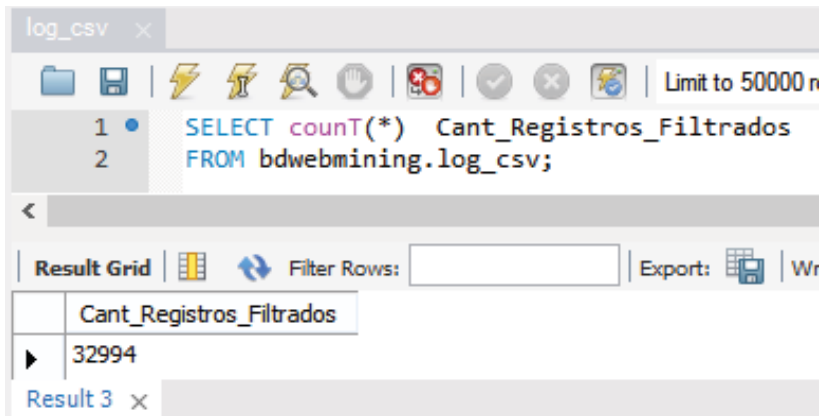 log_csv
Limit to 50000 r
1 SELECT counT(*) Cant_Registros_Filtrados
2 FROM bdwebmining.log_csv;
Result Grid Filter Rows: Export: Wr
Cant_Registros_Filtrados
32994
Result 3